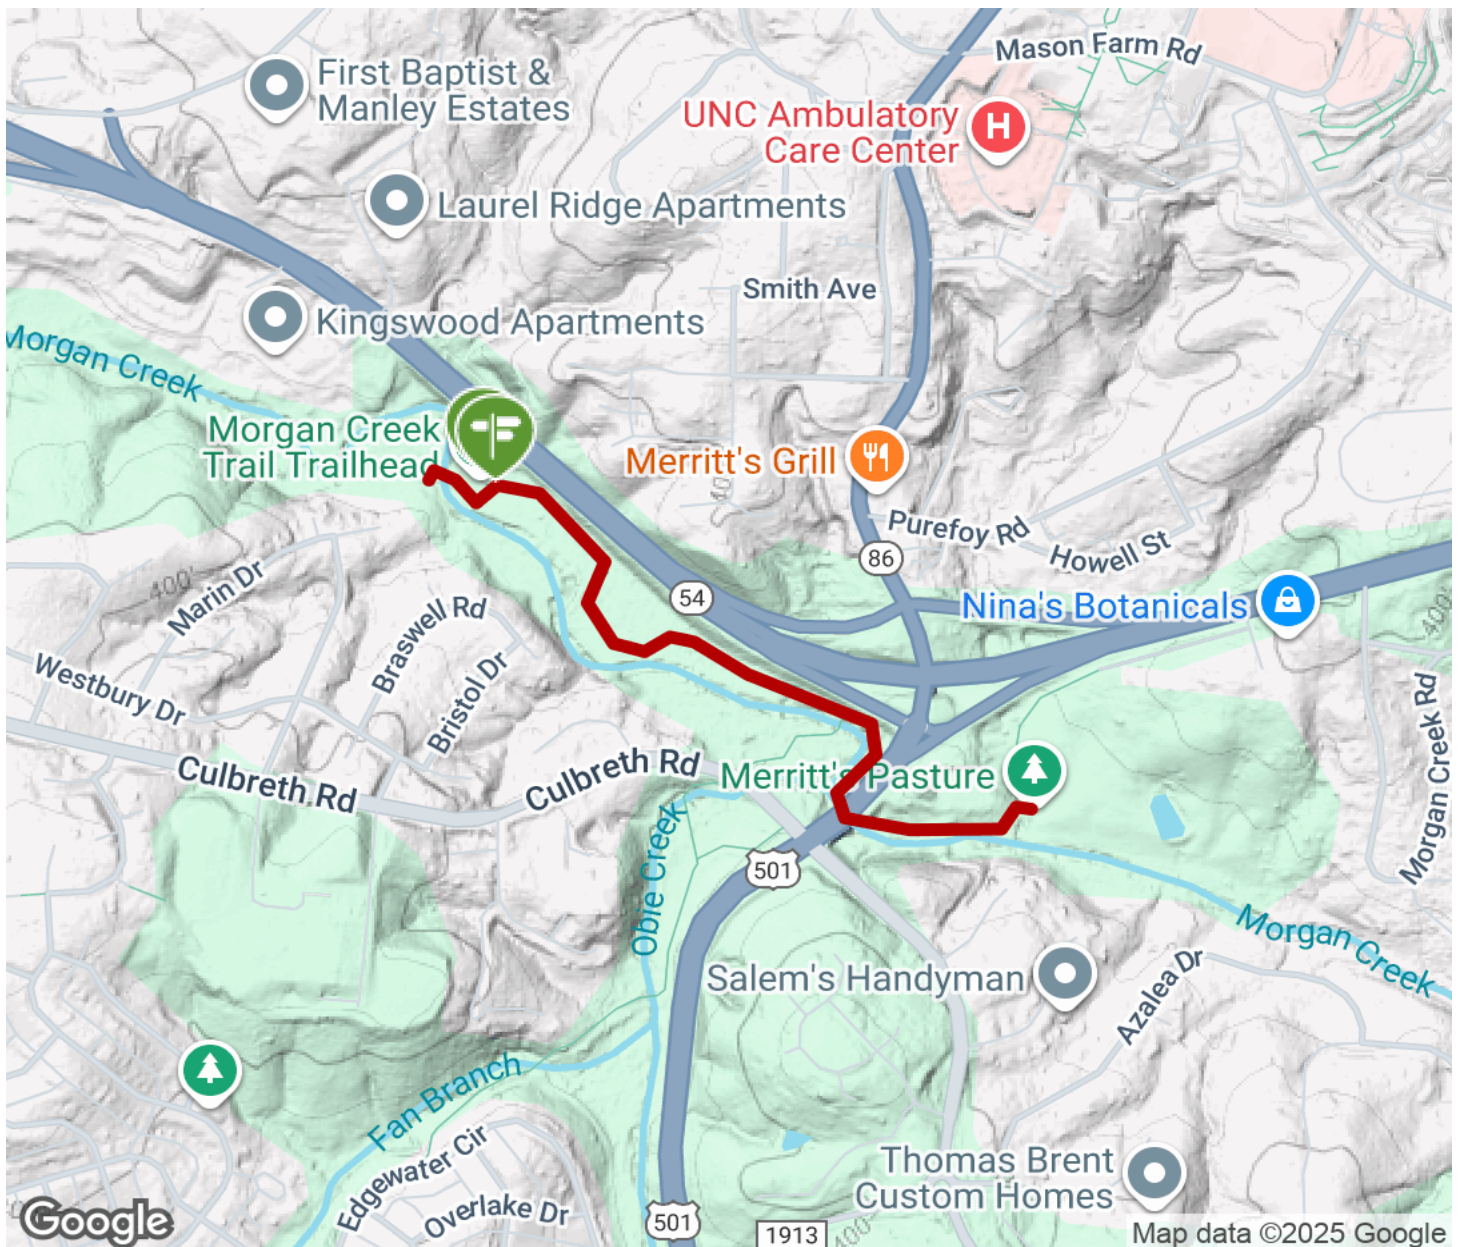 Mason Farm Rd
First Baptist &
Manley Estates
UNC Ambulatory
Care Center
H
Laurel Ridge Apartments
Smith Ave
Kingswood Apartments
Morgan Creek
Morgan Creek
Trail Trailhead
Merritt's Grill
Purefoy Rd
Howell St
86
400'
Marin Dr
54
Nina's Botanicals
400'
Braswell Rd
Westbury Dr
Bristol Dr
Morgan Creek Rd
Culbreth Rd
Culbreth Rd
Merritt's Pasture
Obie Creek
501
Morgan Creek
Salem's Handyman
Azalea Dr
Fan Branch
Edgewater Cir
Thomas Brent
Custom Homes
Overlake Dr
Google
501
1913
400'
Map data ©2025 Google